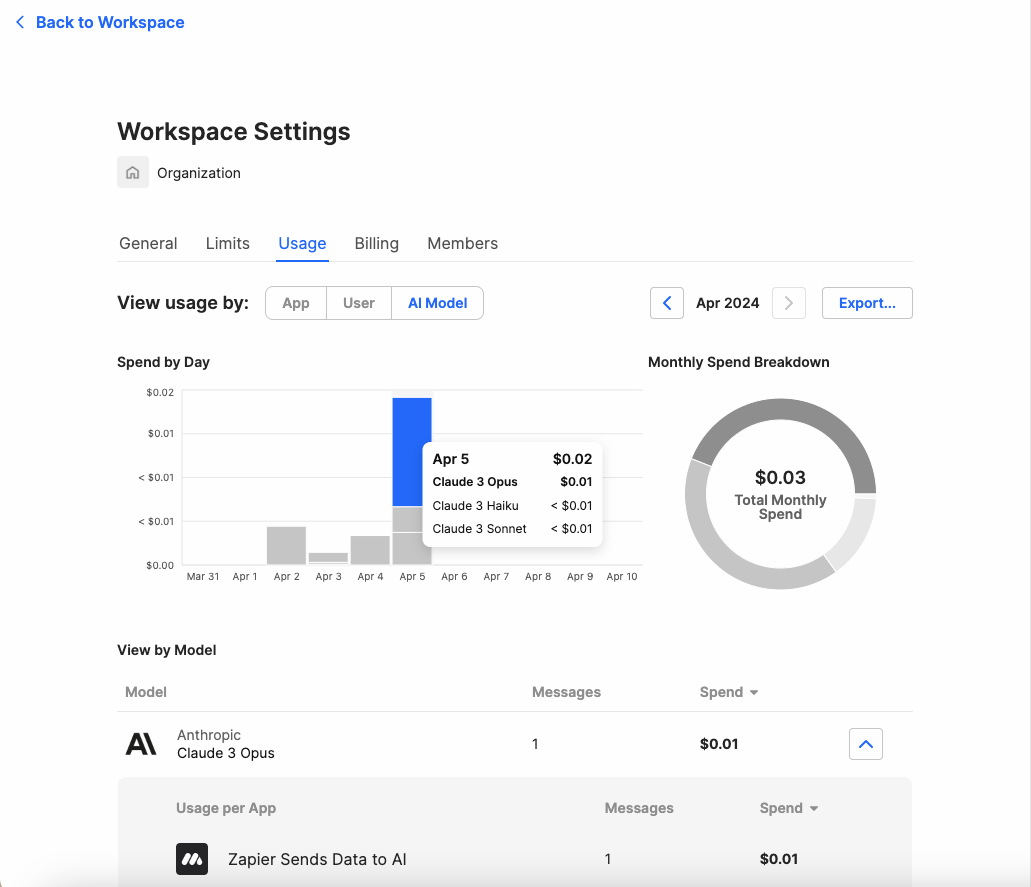 Back to Workspace
Workspace Settings
Organization
General Limits Usage Billing Members
View usage by: App User AI Model Apr 2024 Export...
Spend by Day
$0.02
$0.01
< $0.01
< $0.01
$0.00
Mar 31 Apr 1 Apr 2 Apr 3 Apr 4 Apr 5 Apr 6 Apr 7 Apr 8 Apr 9 Apr 10
Apr 5 $0.02
Claude 3 Opus $0.01
Claude 3 Haiku < $0.01
Claude 3 Sonnet < $0.01
Monthly Spend Breakdown
$0.03
Total Monthly
Spend
View by Model
Model Messages Spend
Anthropic
Claude 3 Opus 1 $0.01
Usage per App Messages Spend
Zapier Sends Data to AI 1 $0.01